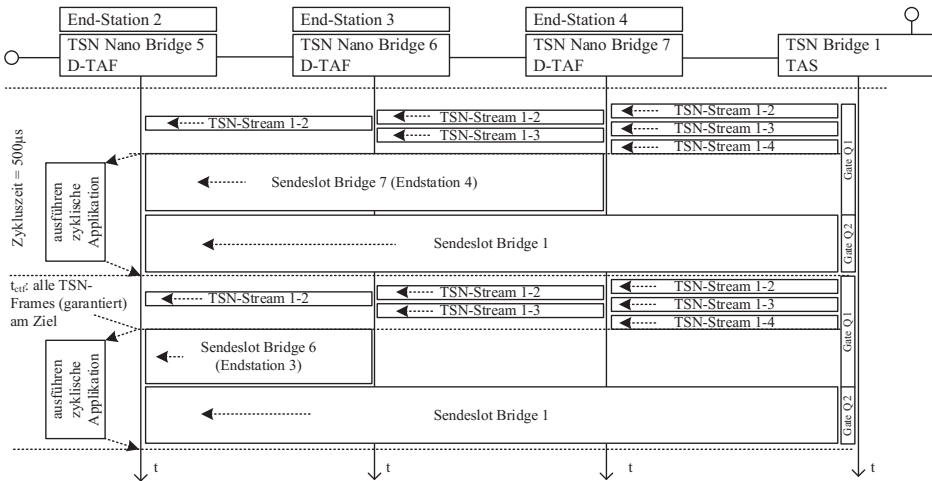 End-Station 2
End-Station 3
End-Station 4
TSN Nano Bridge 5
D-TAF
TSN Nano Bridge 6
D-TAF
TSN Nano Bridge 7
D-TAF
TSN Bridge 1
TAS
Zykluszeit = 500µs
TSN-Stream 1-2
TSN-Stream 1-2
TSN-Stream 1-3
TSN-Stream 1-2
TSN-Stream 1-3
TSN-Stream 1-4
Gate Q1
ausführen
zyklische
Applikation
Sendeslot Bridge 7 (Endstation 4)
Sendeslot Bridge 1
Gate Q2
tctf: alle TSN-
Frames (garantiert)
am Ziel
TSN-Stream 1-2
TSN-Stream 1-2
TSN-Stream 1-3
TSN-Stream 1-2
TSN-Stream 1-3
TSN-Stream 1-4
Gate Q1
ausführen
zyklische
Applikation
Sendeslot Bridge 6
(Endstation 3)
Sendeslot Bridge 1
Gate Q2
t
t
t
t